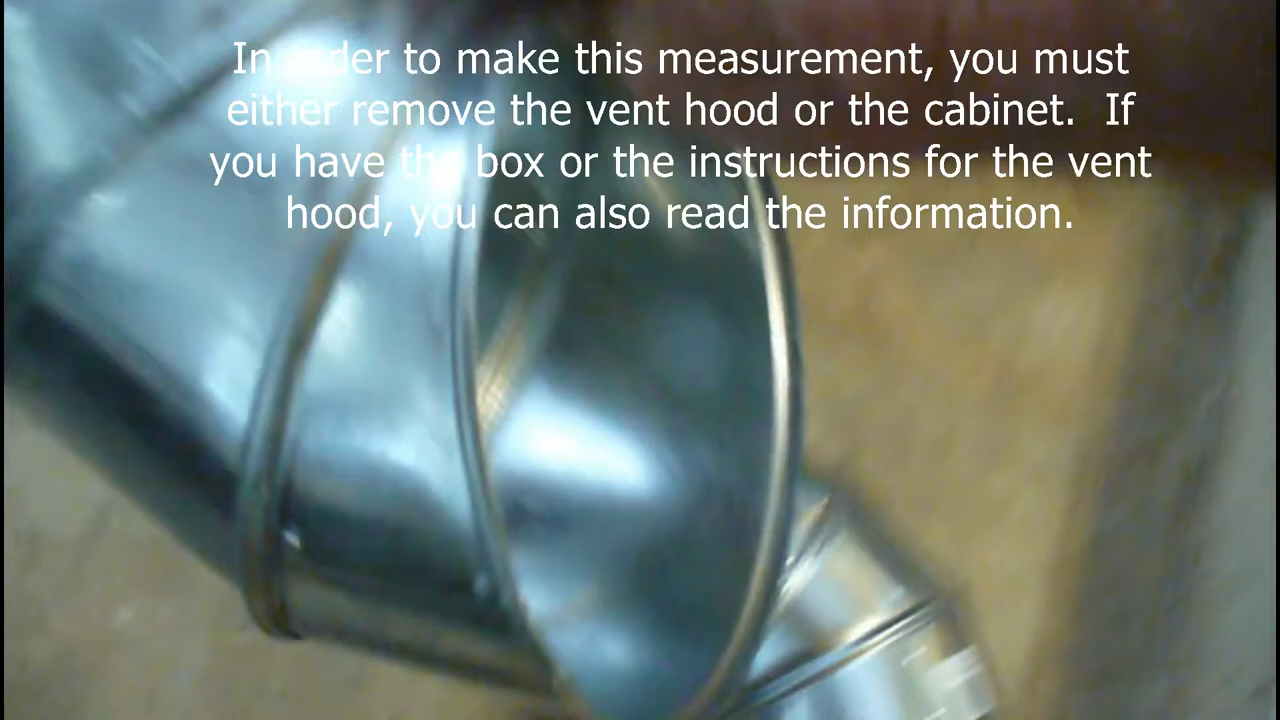 In order to make this measurement, you must
either remove the vent hood or the cabinet.  If
you have the box or the instructions for the vent
hood, you can also read the information.